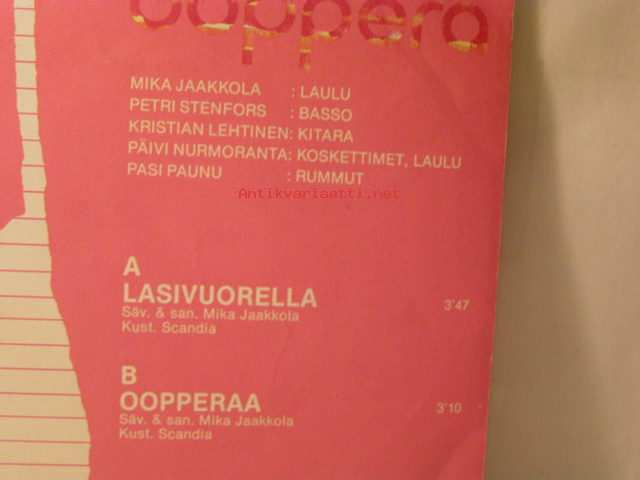 ooppera
MIKA JAAKKOLA : LAULU
PETRI STENFORS : BASSO
KRISTIAN LEHTINEN: KITARA
PÄIVI NURMORANTA: KOSKETTIMET, LAULU
PASI PAUNU : RUMMUT
Antikvariaatti.net
A
LASIVUORELLA 3'47
Säv. & san. Mika Jaakkola
Kust. Scandia
B
OOPPERAA 3'10
Säv. & san. Mika Jaakkola
Kust. Scandia